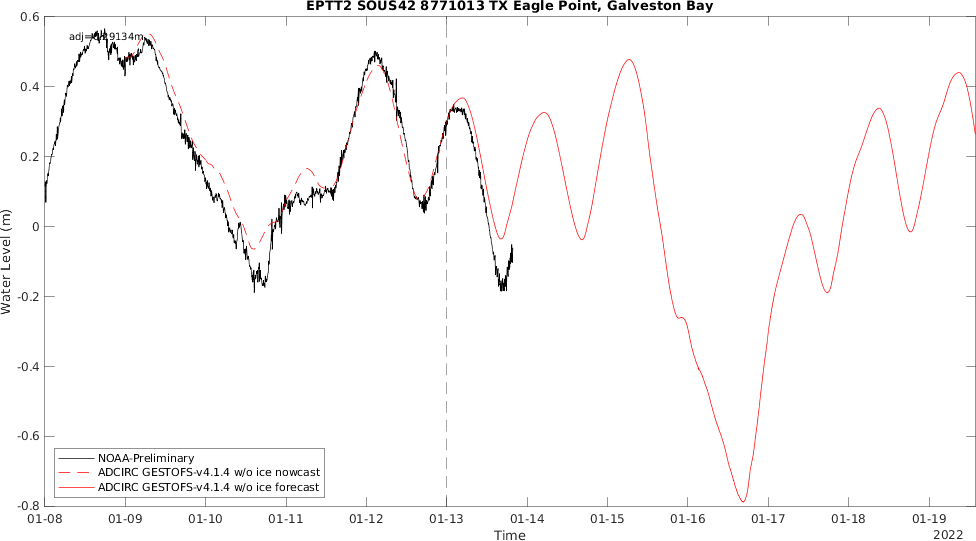 EPTT2 SOUS42 8771013 TX Eagle Point, Galveston Bay
0.6
0.4
0.2
0
-0.2
-0.4
-0.6
-0.8
Water Level (m)
NOAA-Preliminary
ADCIRC GESTOFS-v4.1.4 w/o ice nowcast
ADCIRC GESTOFS-v4.1.4 w/o ice forecast
01-08 01-09 01-10 01-11 01-12 01-13 01-14 01-15 01-16 01-17 01-18 01-19
Time
2022